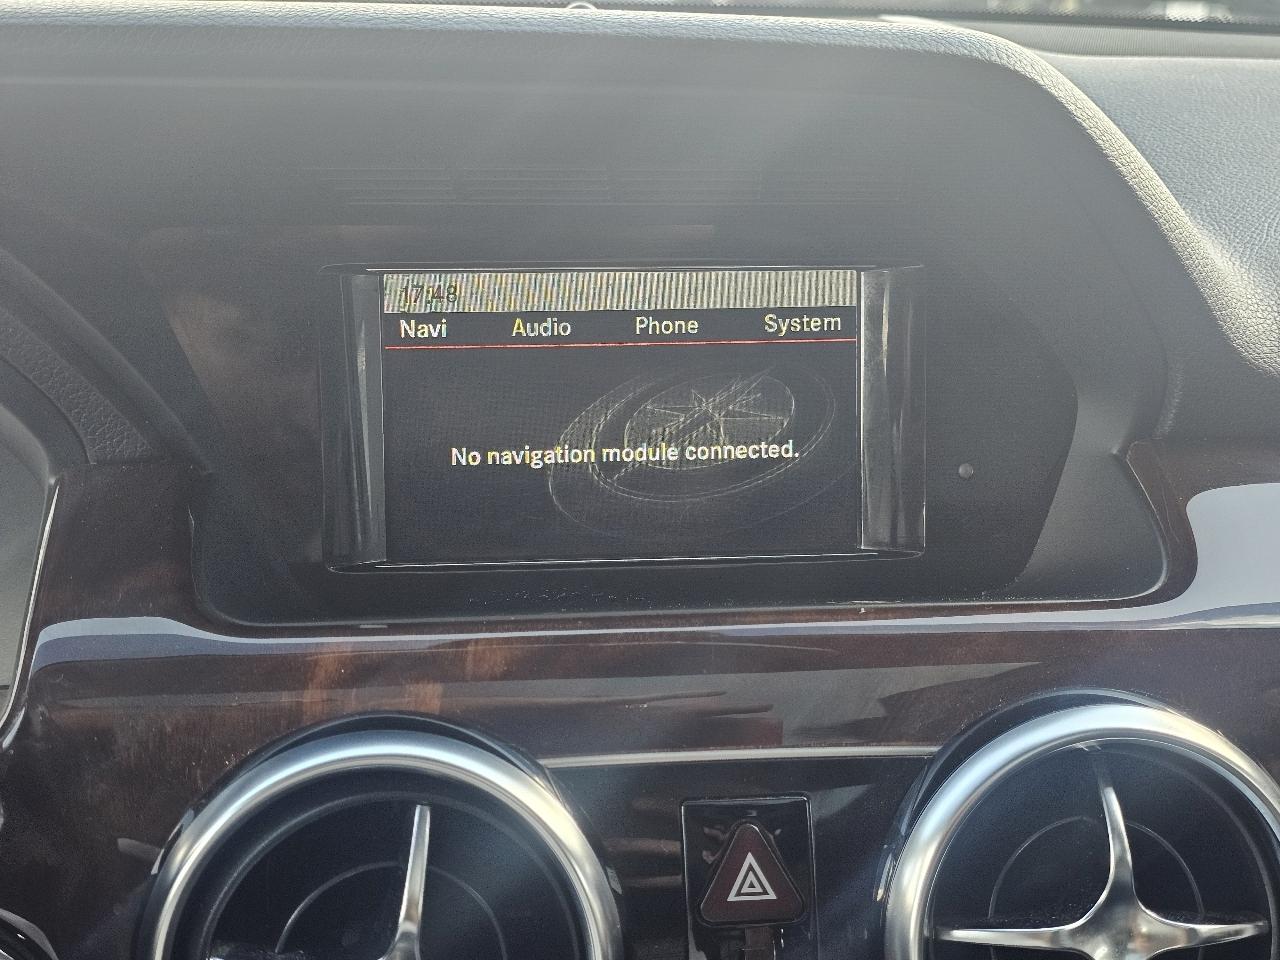 17:48
Navi Audio Phone System
No navigation module connected.